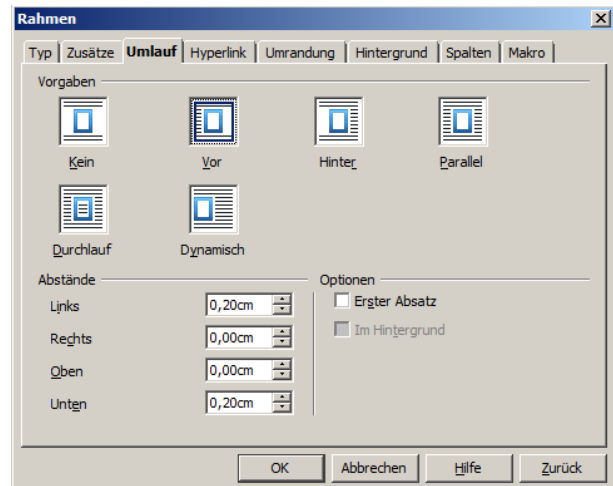 Rahmen
Typ Zusätze Umlauf Hyperlink Umrandung Hintergrund Spalten Makro
Vorgaben
Kein Vor Hinter Parallel
Durchlauf Dynamisch
Abstände Optionen
Links 0,20cm Erster Absatz
Rechts 0,00cm Im Hintergrund
Oben 0,00cm
Unten 0,20cm
OK Abbrechen Hilfe Zurück